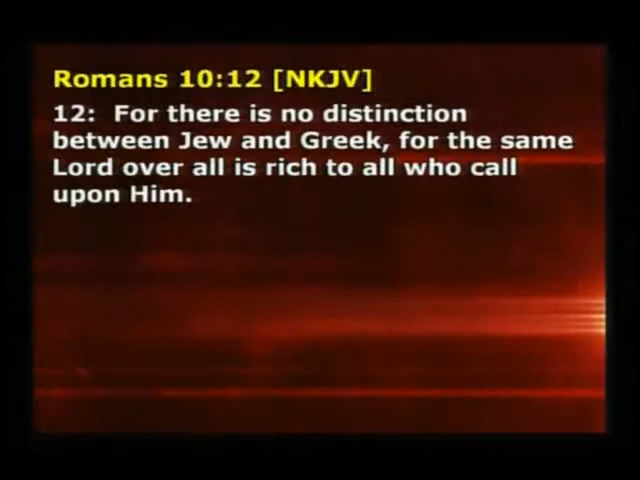 Romans 10:12 [NKJV]
12: For there is no distinction
between Jew and Greek, for the same
Lord over all is rich to all who call
upon Him.